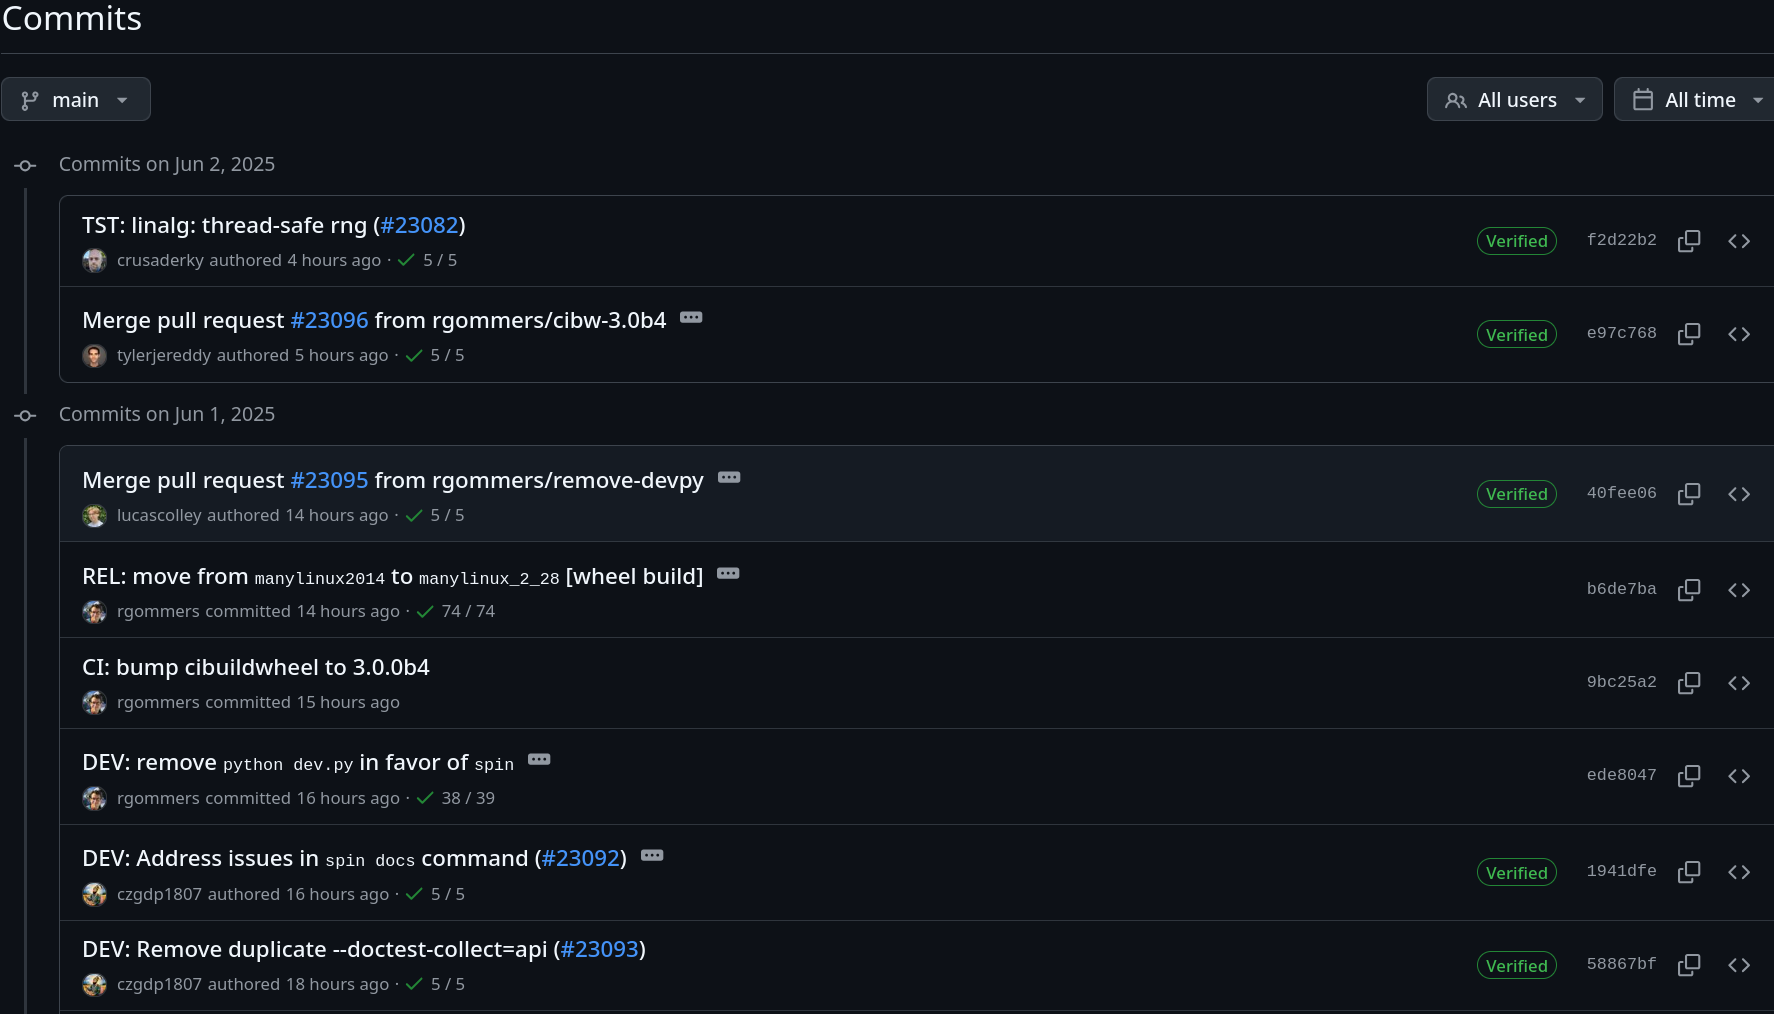 Commits
main
All users
All time
Commits on Jun 2, 2025
TST: linalg: thread-safe rng (#23082)
Verified
f2d22b2
crusaderky authored 4 hours ago · 5 / 5
Merge pull request #23096 from rgommers/cibw-3.0b4
Verified
e97c768
tylerjereddy authored 5 hours ago · 5 / 5
Commits on Jun 1, 2025
Merge pull request #23095 from rgommers/remove-devpy
Verified
40fee06
lucascolley authored 14 hours ago · 5 / 5
REL: move from manylinux2014 to manylinux_2_28 [wheel build]
b6de7ba
rgommers committed 14 hours ago · 74 / 74
CI: bump cibuildwheel to 3.0.0b4
9bc25a2
rgommers committed 15 hours ago
DEV: remove python dev.py in favor of spin
ede8047
rgommers committed 16 hours ago · 38 / 39
DEV: Address issues in spin docs command (#23092)
Verified
1941dfe
czgdp1807 authored 16 hours ago · 5 / 5
DEV: Remove duplicate --doctest-collect=api (#23093)
Verified
58867bf
czgdp1807 authored 18 hours ago · 5 / 5